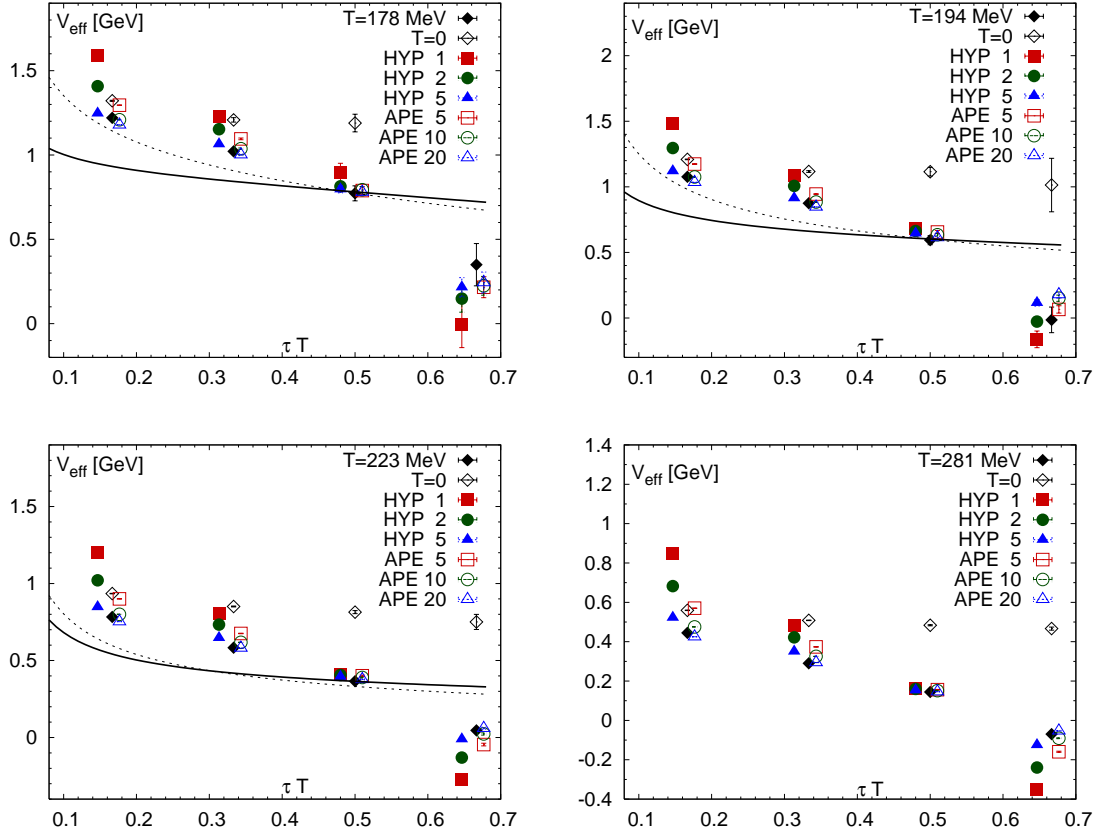 V_eff [GeV]
T=178 MeV
T=0
HYP 1
HYP 2
HYP 5
APE 5
APE 10
APE 20
1.5
1
0.5
0
τ T
0.1 0.2 0.3 0.4 0.5 0.6 0.7
V_eff [GeV]
T=194 MeV
T=0
HYP 1
HYP 2
HYP 5
APE 5
APE 10
APE 20
2
1.5
1
0.5
0
τ T
0.1 0.2 0.3 0.4 0.5 0.6 0.7
V_eff [GeV]
T=223 MeV
T=0
HYP 1
HYP 2
HYP 5
APE 5
APE 10
APE 20
1.5
1
0.5
0
τ T
0.1 0.2 0.3 0.4 0.5 0.6 0.7
V_eff [GeV]
T=281 MeV
T=0
HYP 1
HYP 2
HYP 5
APE 5
APE 10
APE 20
1.4
1.2
1
0.8
0.6
0.4
0.2
0
-0.2
-0.4
τ T
0.1 0.2 0.3 0.4 0.5 0.6 0.7